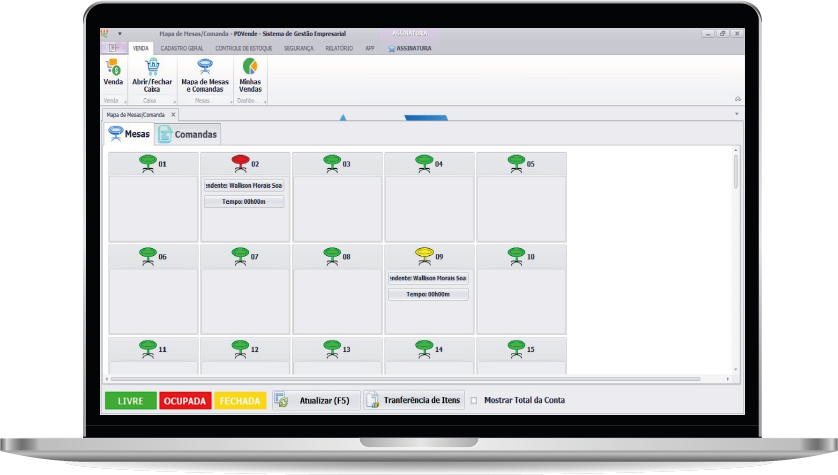 Mapa de Mesas/Comanda - PDVende - Sistema de Gestão Empresarial
ASSINATURA
VENDA CADASTRO GERAL CONTROLE DE ESTOQUE SEGURANÇA RELATÓRIO APP ASSINATURA
Venda
Abrir/Fechar
Caixa
Mapa de Mesas
e Comandas
Minhas
Vendas
Venda Caixa Mesas Dashbo
Mapa de Mesas/Comanda X
Mesas Comandas
01 02 03 04 05
endente: Wallison Morais Soa
Tempo: 00h00m
06 07 08 09 10
endente: Wallison Morais Soa
Tempo: 00h00m
11 12 13 14 15
LIVRE OCUPADA FECHADA Atualizar (F5) Tranferência de Itens Mostrar Total da Conta